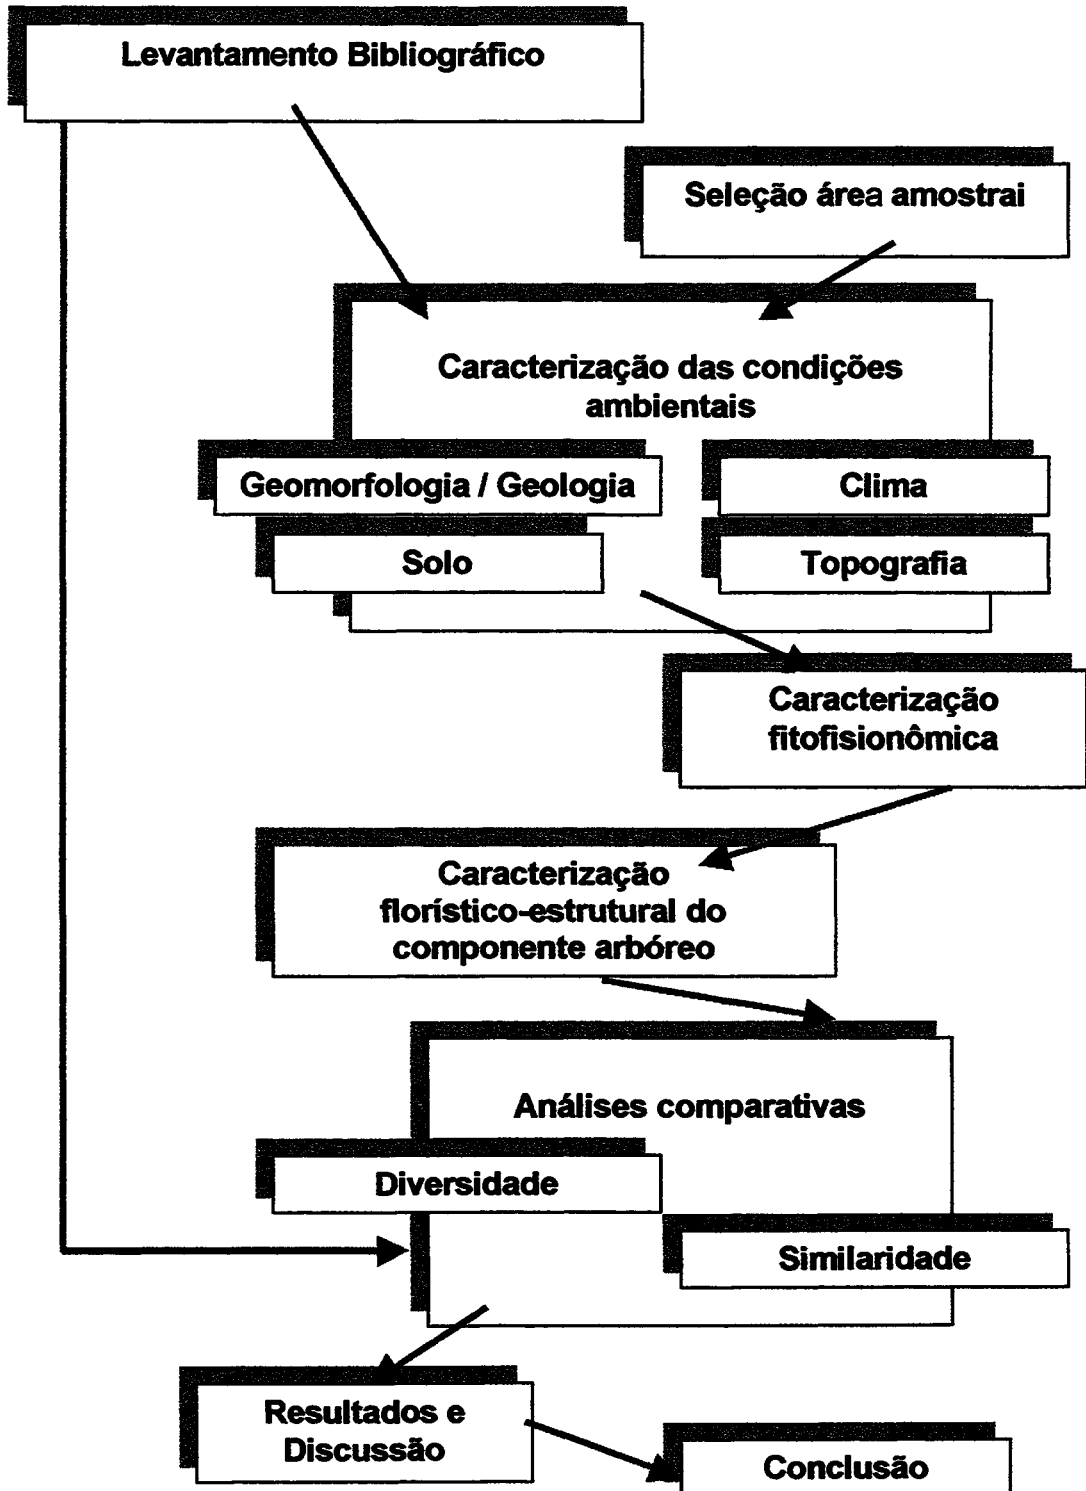 Levantamento Bibliográfico
Seleção área amostrai
Caracterização das condições
ambientais
Geomorfologia / Geologia
Clima
Solo
Topografia
Caracterização
fitofisionômica
Caracterização
florístico-estrutural do
componente arbóreo
Análises comparativas
Diversidade
Similaridade
Resultados e
Discussão
Conclusão